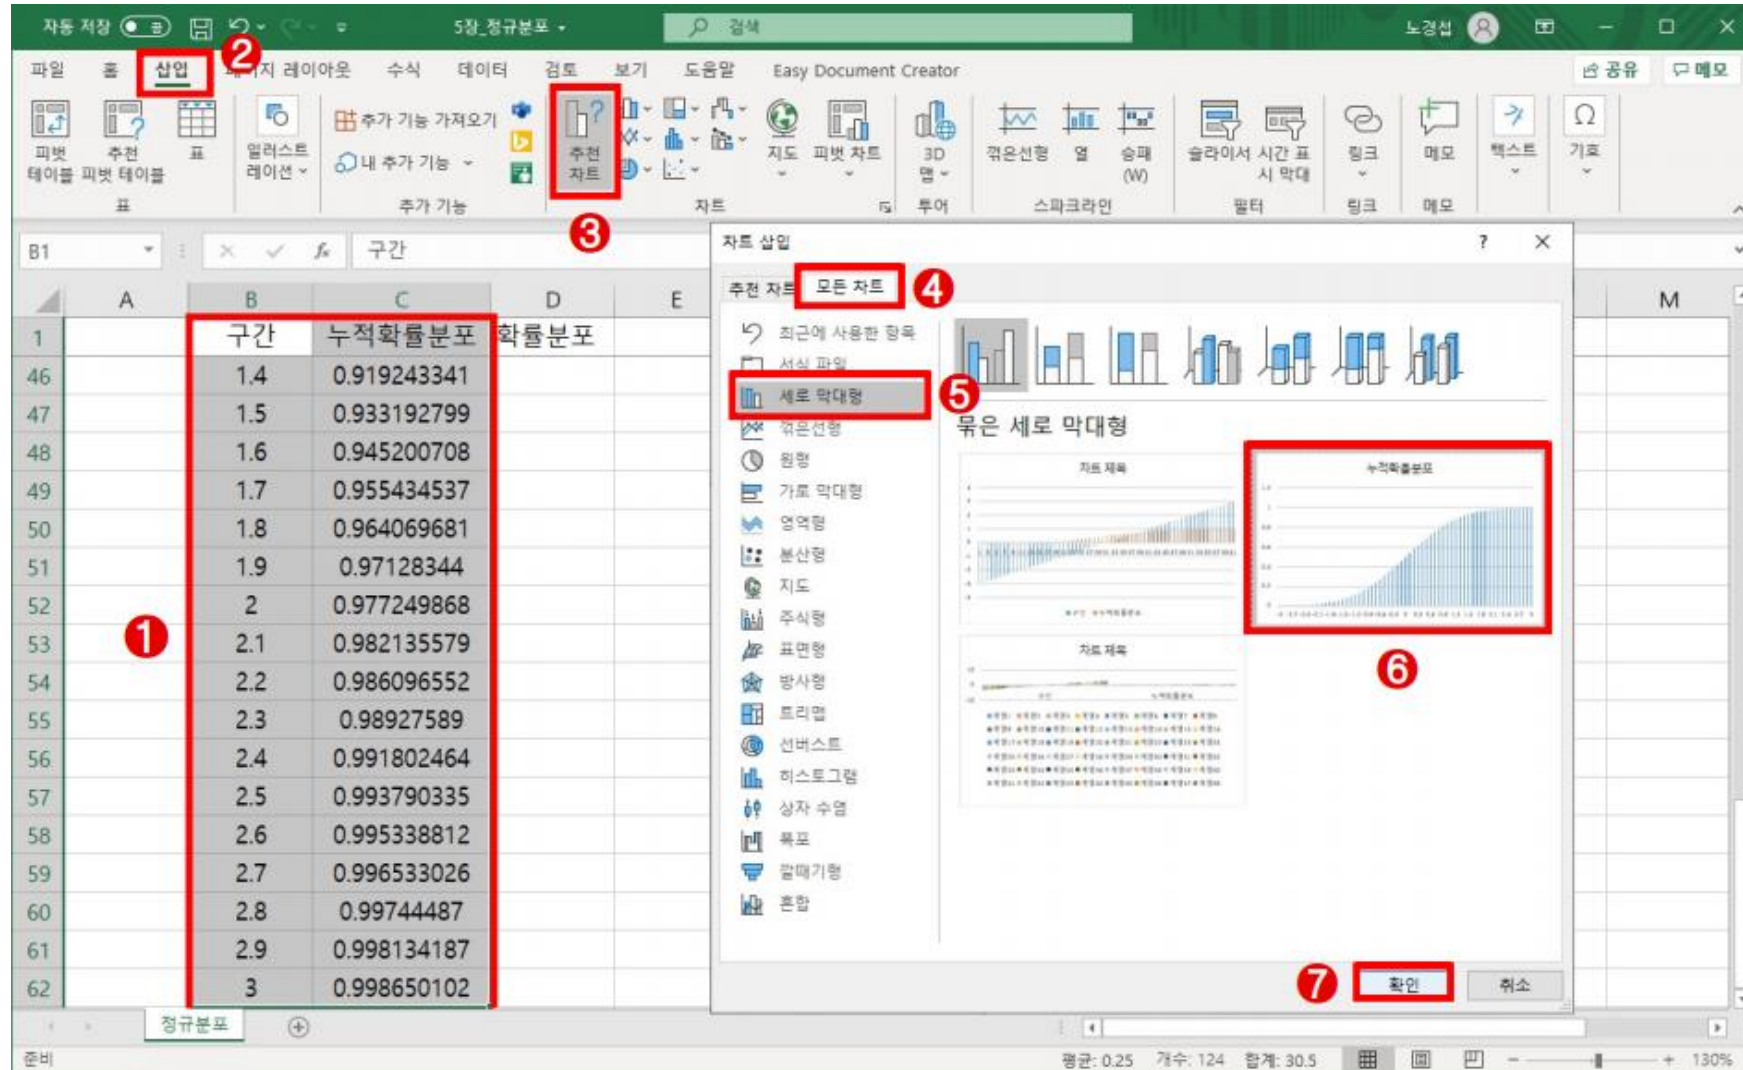 자동 저장
5장_정규분포
검색
노경섭
파일 홈 삽입 페이지 레이아웃 수식 데이터 검토 보기 도움말 Easy Document Creator
공유 메모
피벗 테이블
추천 피벗 테이블
표
일러스트레이션
추가 기능 가져오기
내 추가 기능
추천 차트
지도
피벗 차트
3D 맵
꺾은선형
열
승패 (W)
슬라이서
시간 표시 막대
링크
메모
텍스트
기호
표 추가 기능 차트 투어 스파크라인 필터 링크 메모
B1 fx 구간
A B C D E M
1 구간 누적확률분포 확률분포
46 1.4 0.919243341
47 1.5 0.933192799
48 1.6 0.945200708
49 1.7 0.955434537
50 1.8 0.964069681
51 1.9 0.97128344
52 2 0.977249868
53 2.1 0.982135579
54 2.2 0.986096552
55 2.3 0.98927589
56 2.4 0.991802464
57 2.5 0.993790335
58 2.6 0.995338812
59 2.7 0.996533026
60 2.8 0.99744487
61 2.9 0.998134187
62 3 0.998650102
1
2
3
차트 삽입 ?
추천 차트 모든 차트 4
최근에 사용한 항목
서식 파일
세로 막대형 5
꺾은선형
원형
가로 막대형
영역형
분산형
지도
주식형
표면형
방사형
트리맵
선버스트
히스토그램
상자 수염
폭포
깔때기형
혼합
묶은 세로 막대형
차트 제목
누적확률분포
차트 제목
6
7 확인 취소
정규분포
준비 평균: 0.25 개수: 124 합계: 30.5 130%